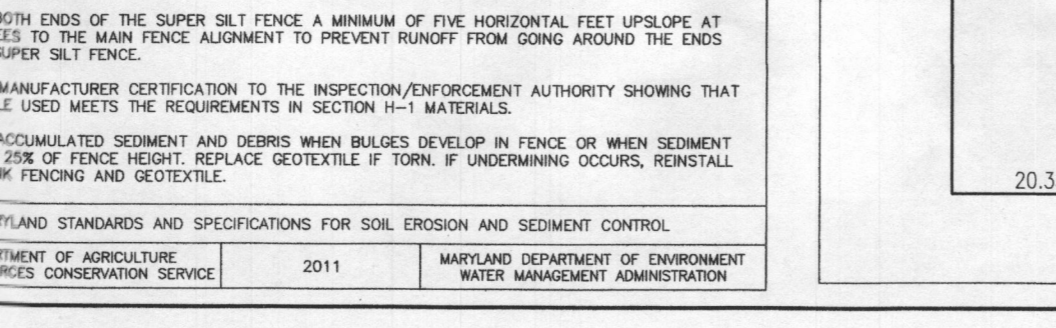 BOTH ENDS OF THE SUPER SILT FENCE A MINIMUM OF FIVE HORIZONTAL FEET UPSLOPE AT
TO THE MAIN FENCE ALIGNMENT TO PREVENT RUNOFF FROM GOING AROUND THE ENDS
SUPER SILT FENCE.
MANUFACTURER CERTIFICATION TO THE INSPECTION/ENFORCEMENT AUTHORITY SHOWING THAT
USED MEETS THE REQUIREMENTS IN SECTION H-1 MATERIALS.
ACCUMULATED SEDIMENT AND DEBRIS WHEN BULGES DEVELOP IN FENCE OR WHEN SEDIMENT
25% OF FENCE HEIGHT. REPLACE GEOTEXTILE IF TORN. IF UNDERMINING OCCURS, REINSTALL
FENCING AND GEOTEXTILE.
YLAND STANDARDS AND SPECIFICATIONS FOR SOIL EROSION AND SEDIMENT CONTROL
TMENT OF AGRICULTURE
RCES CONSERVATION SERVICE
2011
MARYLAND DEPARTMENT OF ENVIRONMENT
WATER MANAGEMENT ADMINISTRATION
20.3